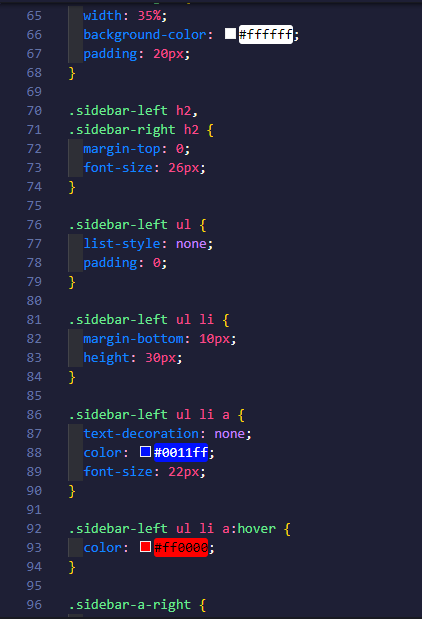 65 width: 35%;
66 background-color: #ffffff;
67 padding: 20px;
68 }
69
70 .sidebar-left h2,
71 .sidebar-right h2 {
72 margin-top: 0;
73 font-size: 26px;
74 }
75
76 .sidebar-left ul {
77 list-style: none;
78 padding: 0;
79 }
80
81 .sidebar-left ul li {
82 margin-bottom: 10px;
83 height: 30px;
84 }
85
86 .sidebar-left ul li a {
87 text-decoration: none;
88 color: #0011ff;
89 font-size: 22px;
90 }
91
92 .sidebar-left ul li a:hover {
93 color: #ff0000;
94 }
95
96 .sidebar-a-right {